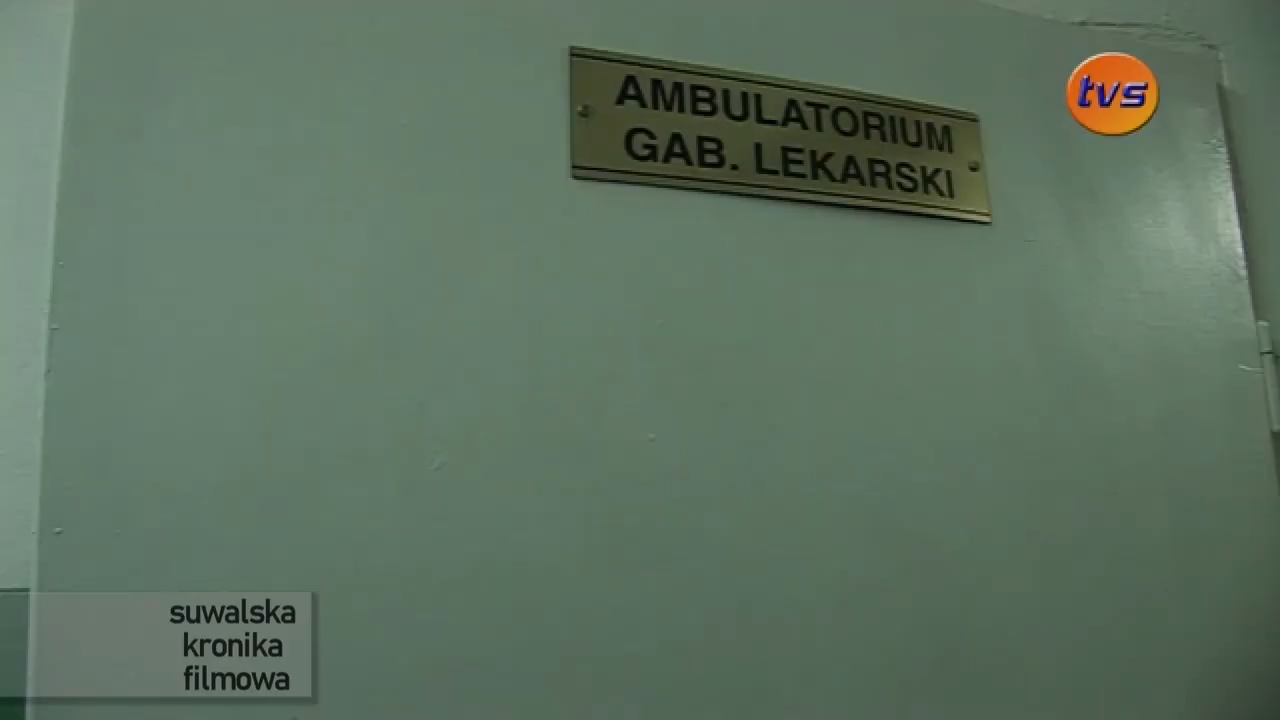 AMBULATORIUM
GAB. LEKARSKI
tvs
suwalska
kronika
filmowa